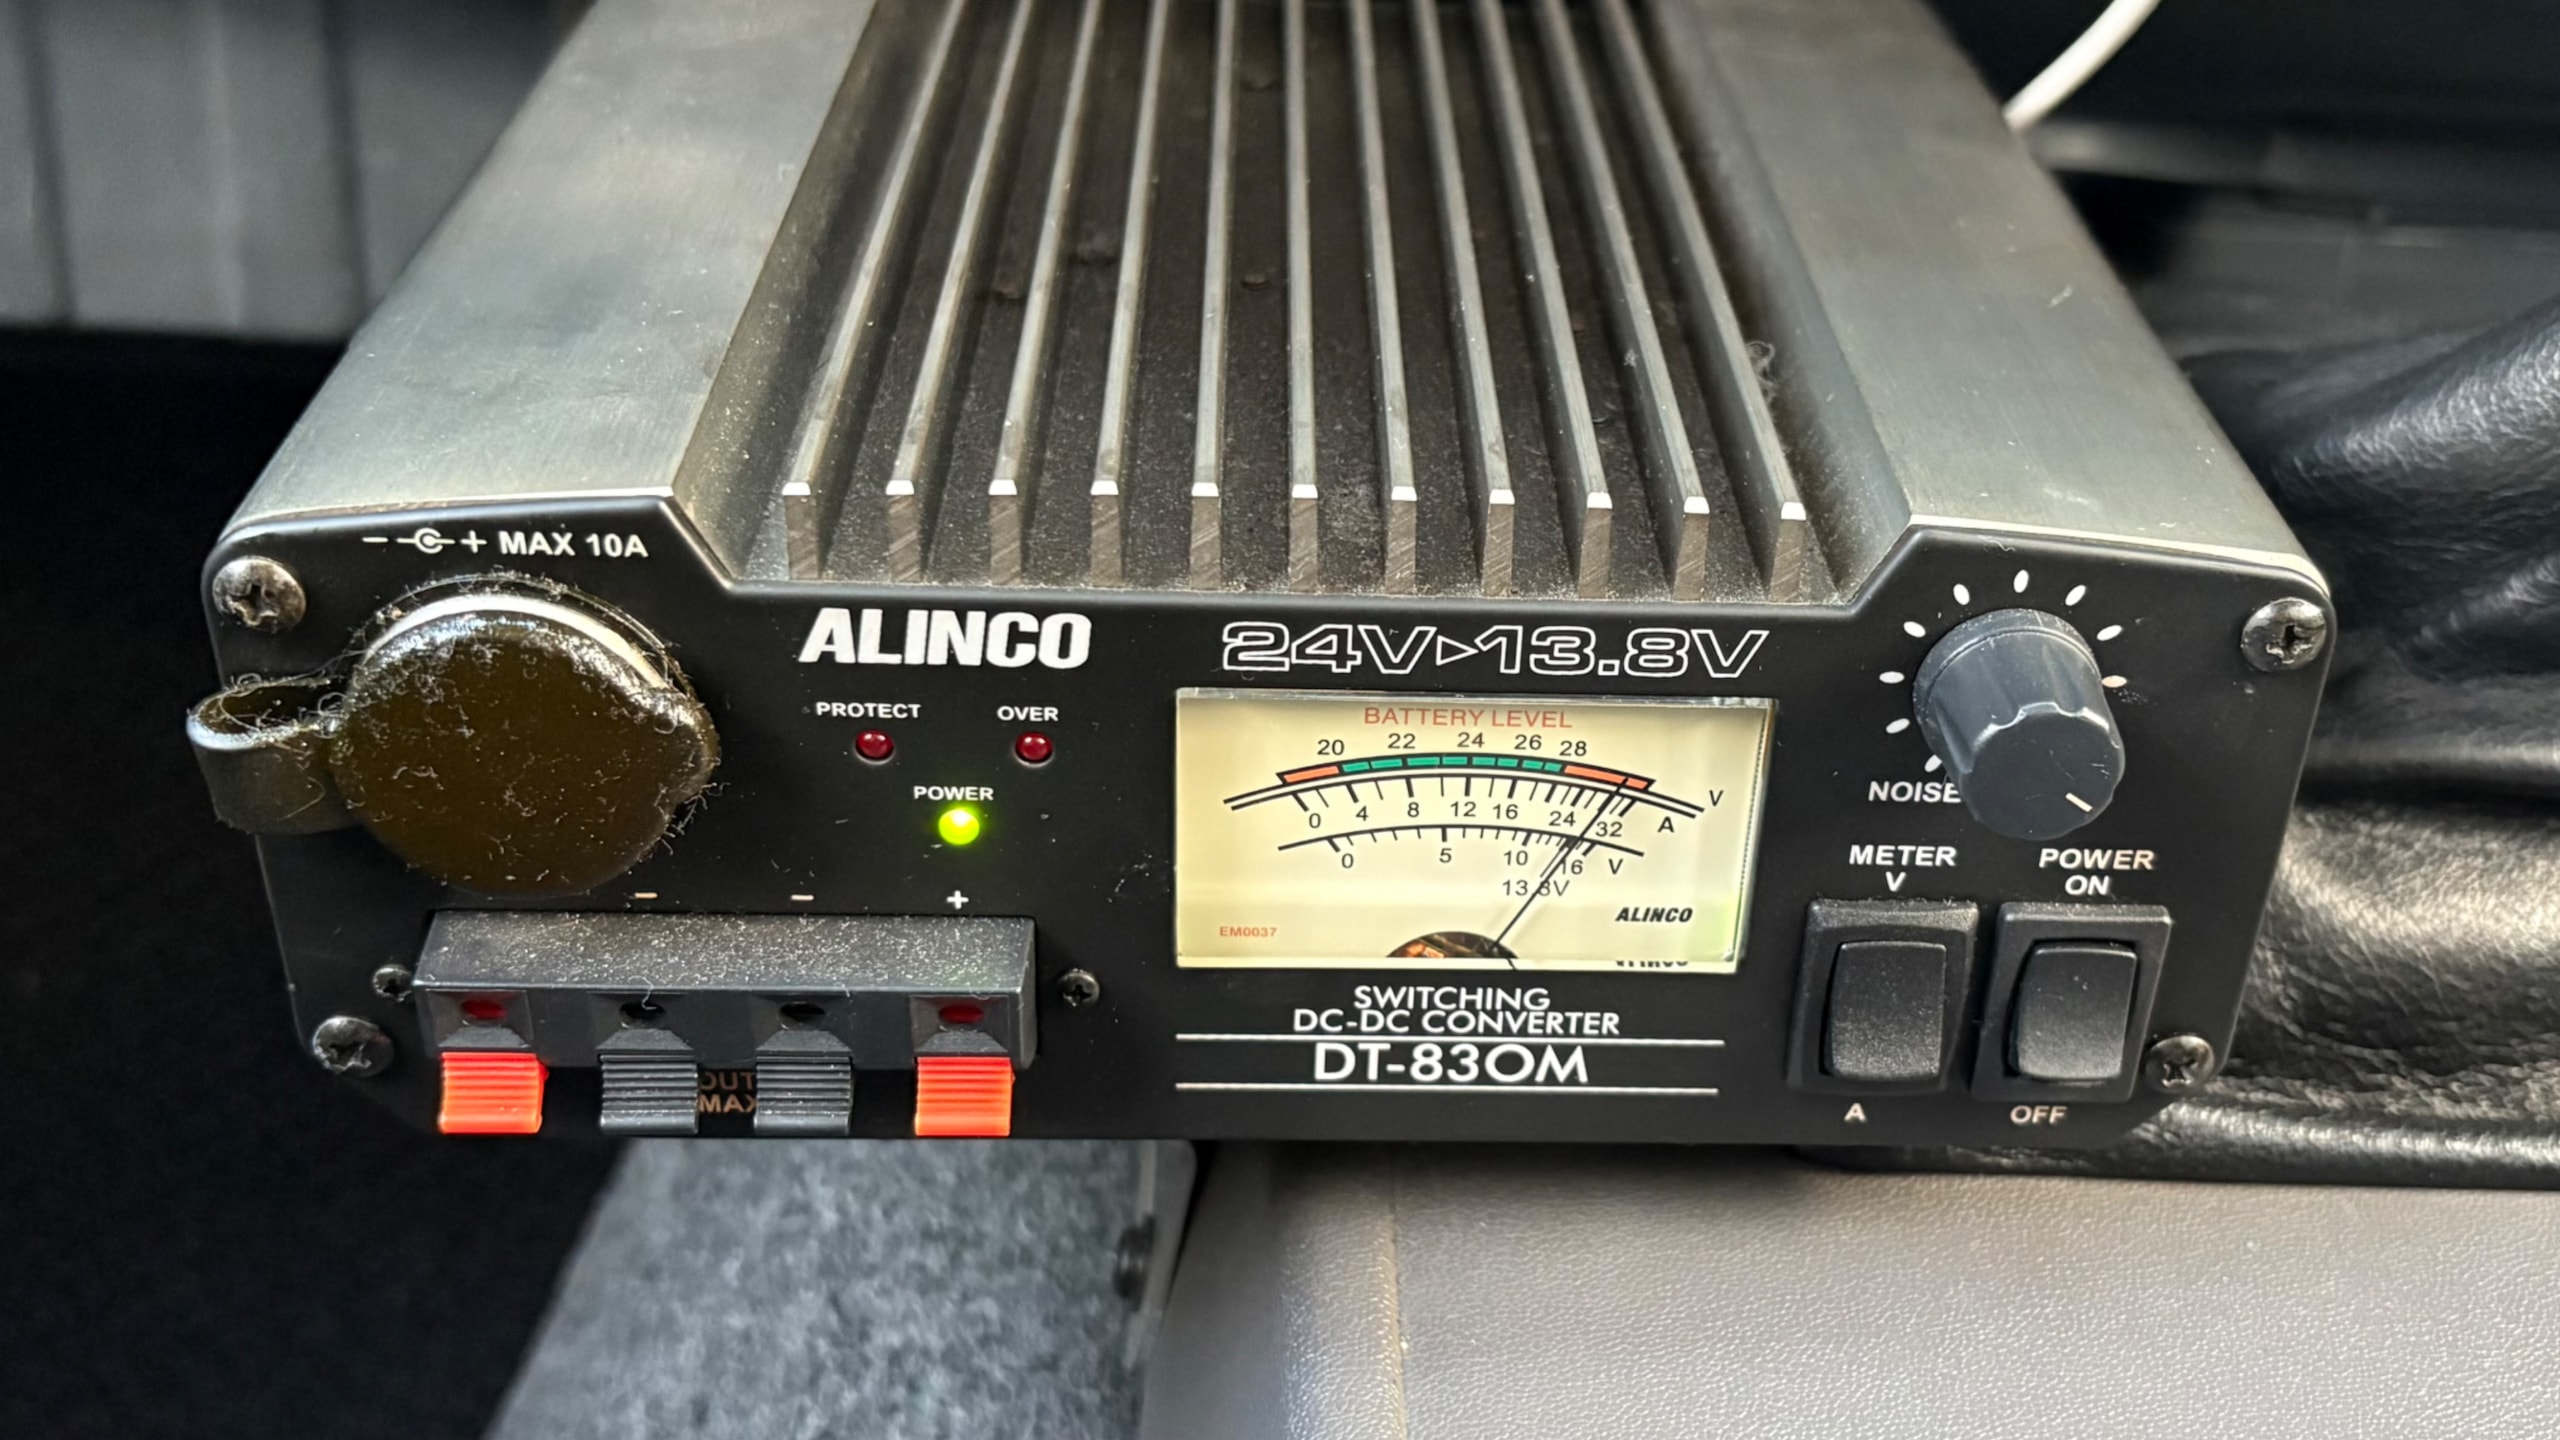 - + MAX 10A
ALINCO
24V▷13.8V
PROTECT
OVER
POWER
- - +
BATTERY LEVEL
20 22 24 26 28
V
0 4 8 12 16 24 32 A
0 5 10 16 V
13.8V
ALINCO
EM0037
SWITCHING
DC-DC CONVERTER
DT-830M
NOISE
METER
V
A
POWER
ON
OFF
OUT
MAX